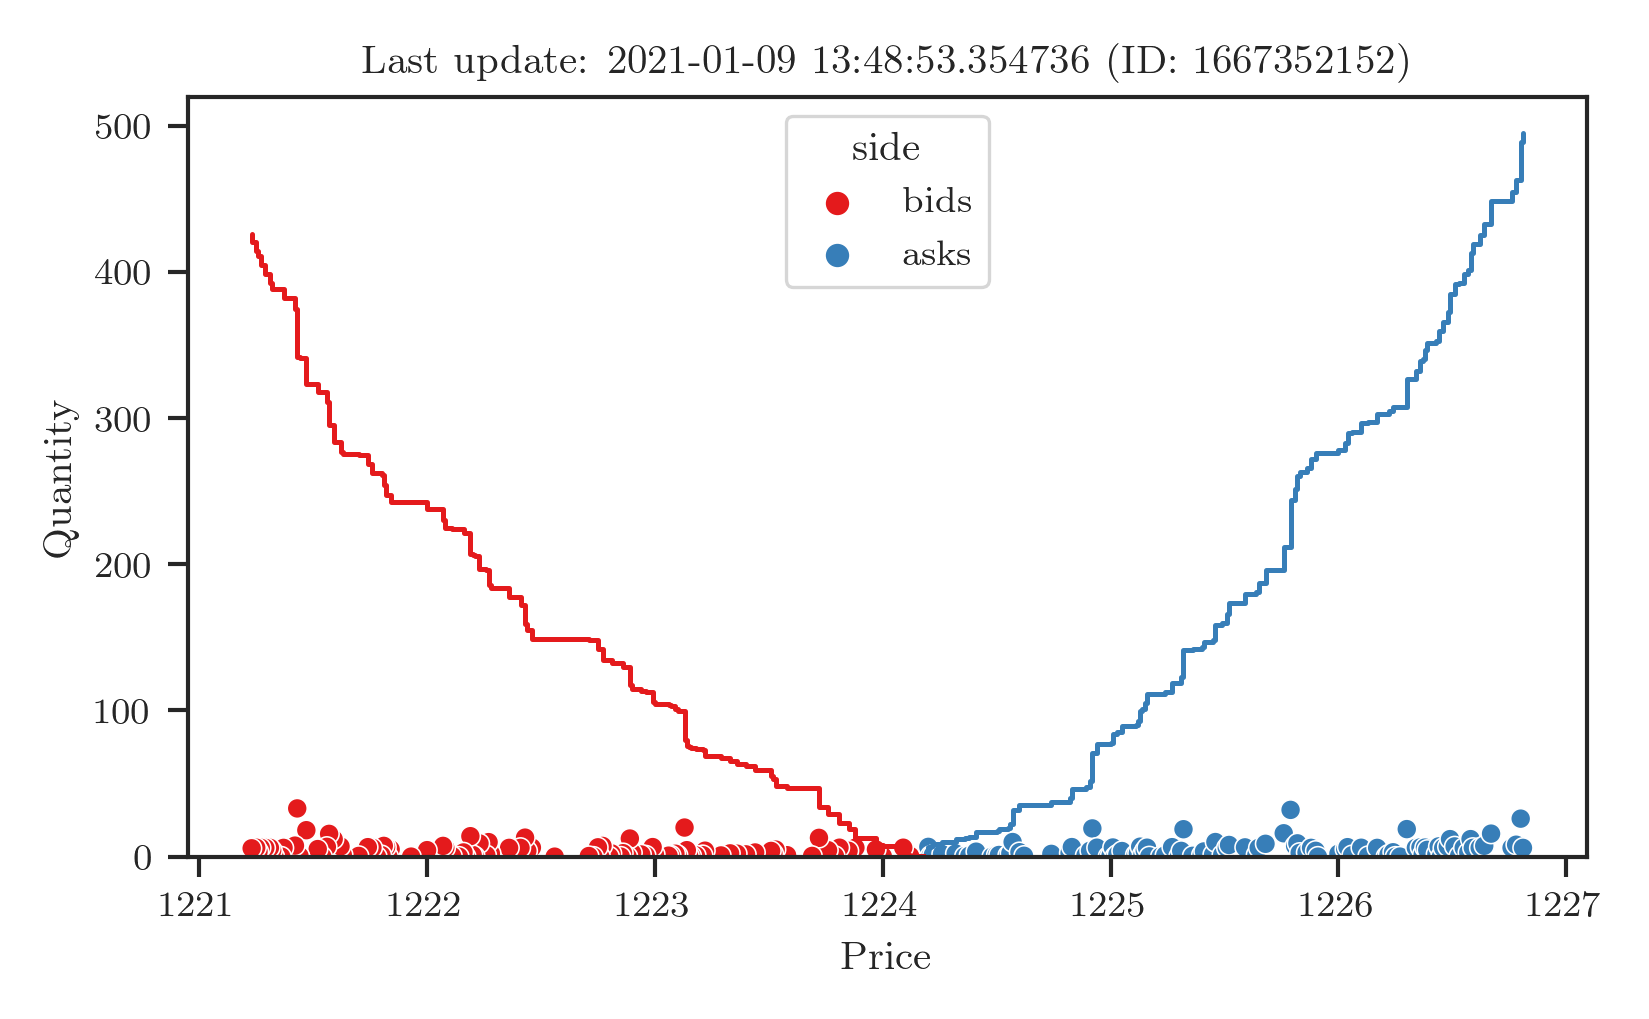 Last update: 2021-01-09 13:48:53.354736 (ID: 1667352152)
side
bids
asks
Quantity
500
400
300
200
100
0
1221 1222 1223 1224 1225 1226 1227
Price